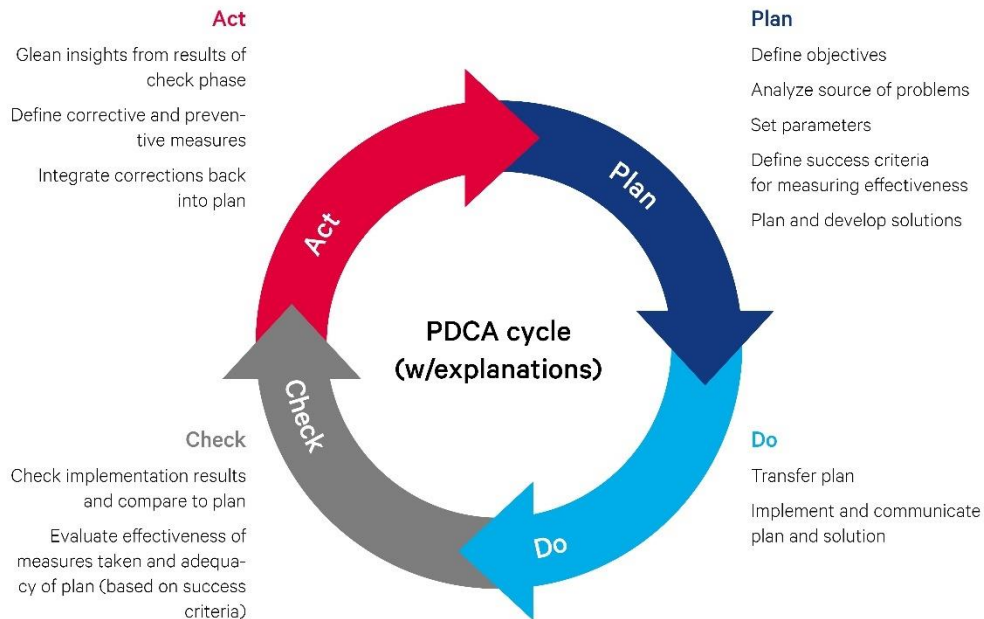 Act
Glean insights from results of
check phase
Define corrective and preven-
tive measures
Integrate corrections back
into plan
Plan
Define objectives
Analyze source of problems
Set parameters
Define success criteria
for measuring effectiveness
Plan and develop solutions
Act
Plan
PDCA cycle
(w/explanations)
Check
Do
Check
Check implementation results
and compare to plan
Evaluate effectiveness of
measures taken and adequa-
cy of plan (based on success
criteria)
Do
Transfer plan
Implement and communicate
plan and solution